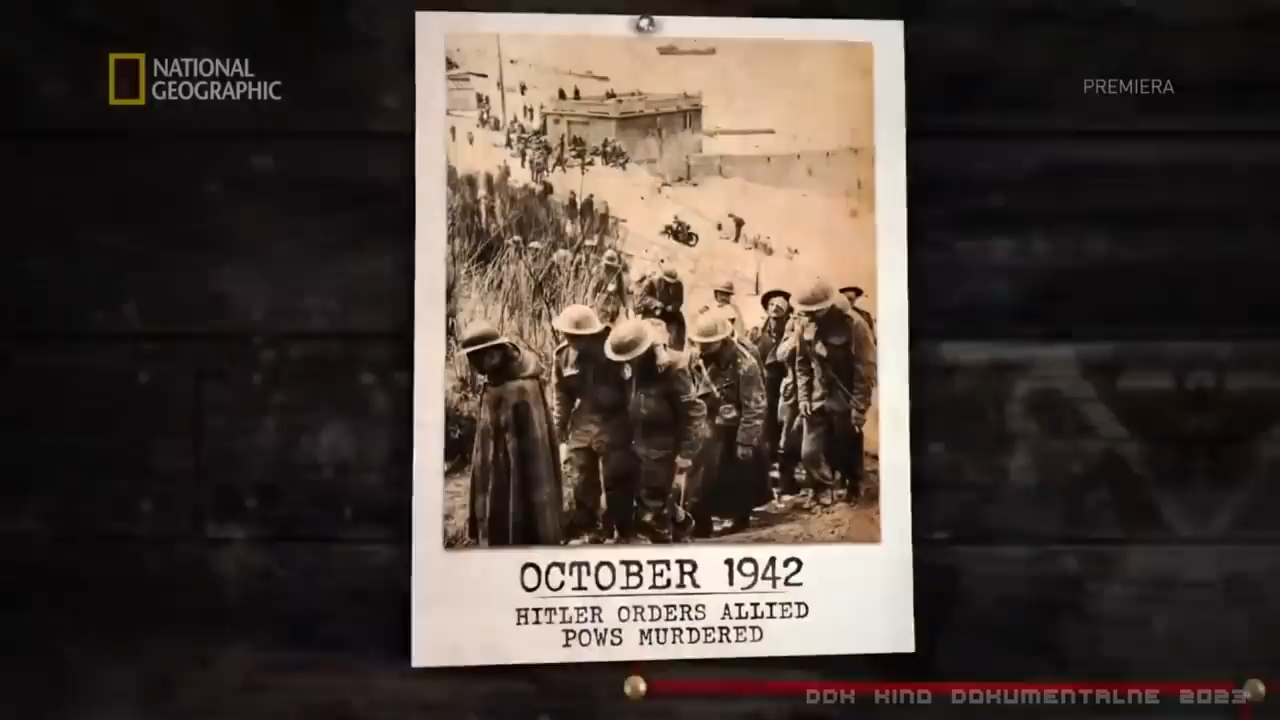 NATIONAL
GEOGRAPHIC
PREMIERA
OCTOBER 1942
HITLER ORDERS ALLIED
POWS MURDERED
DDK KINO DOKUMENTALNE 2023